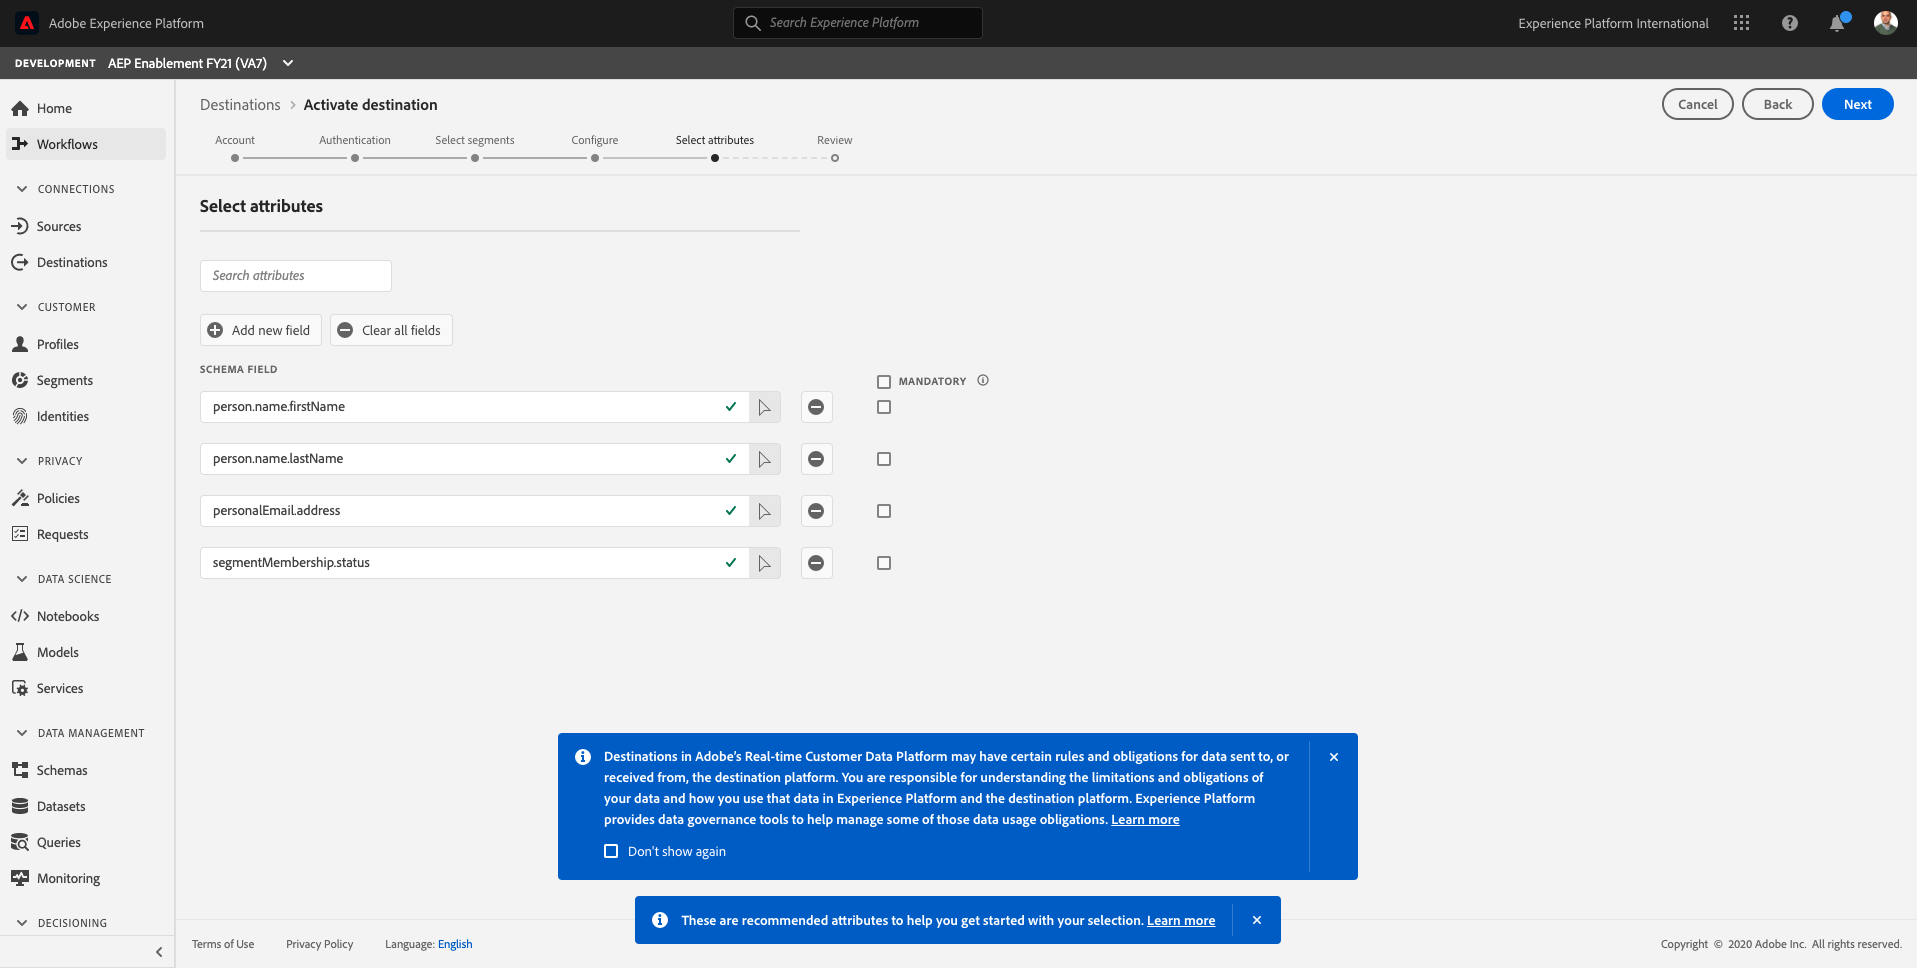 Adobe Experience Platform
Search Experience Platform
Experience Platform International
DEVELOPMENT AEP Enablement FY21 (VA7)
Home
Workflows
CONNECTIONS
Sources
Destinations
CUSTOMER
Profiles
Segments
Identities
PRIVACY
Policies
Requests
DATA SCIENCE
Notebooks
Models
Services
DATA MANAGEMENT
Schemas
Datasets
Queries
Monitoring
DECISIONING
Destinations > Activate destination
Cancel
Back
Next
Account
Authentication
Select segments
Configure
Select attributes
Review
Select attributes
Search attributes
Add new field
Clear all fields
SCHEMA FIELD
MANDATORY
person.name.firstName
person.name.lastName
personalEmail.address
segmentMembership.status
Destinations in Adobe's Real-time Customer Data Platform may have certain rules and obligations for data sent to, or
received from, the destination platform. You are responsible for understanding the limitations and obligations of
your data and how you use that data in Experience Platform and the destination platform. Experience Platform
provides data governance tools to help manage some of those data usage obligations. Learn more
Don't show again
These are recommended attributes to help you get started with your selection. Learn more
Terms of Use
Privacy Policy
Language: English
Copyright © 2020 Adobe Inc. All rights reserved.